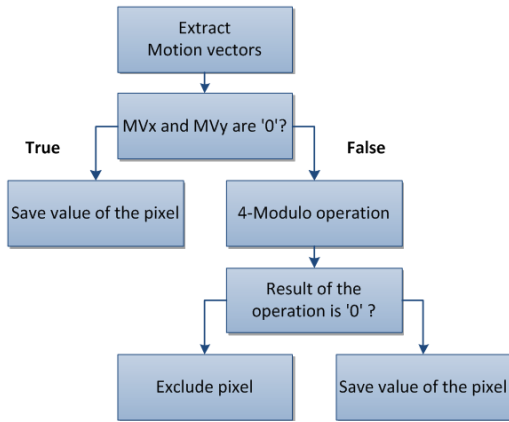 Extract
Motion vectors
MVx and MVy are '0'?
True
False
Save value of the pixel
4-Modulo operation
Result of the
operation is '0' ?
Exclude pixel
Save value of the pixel